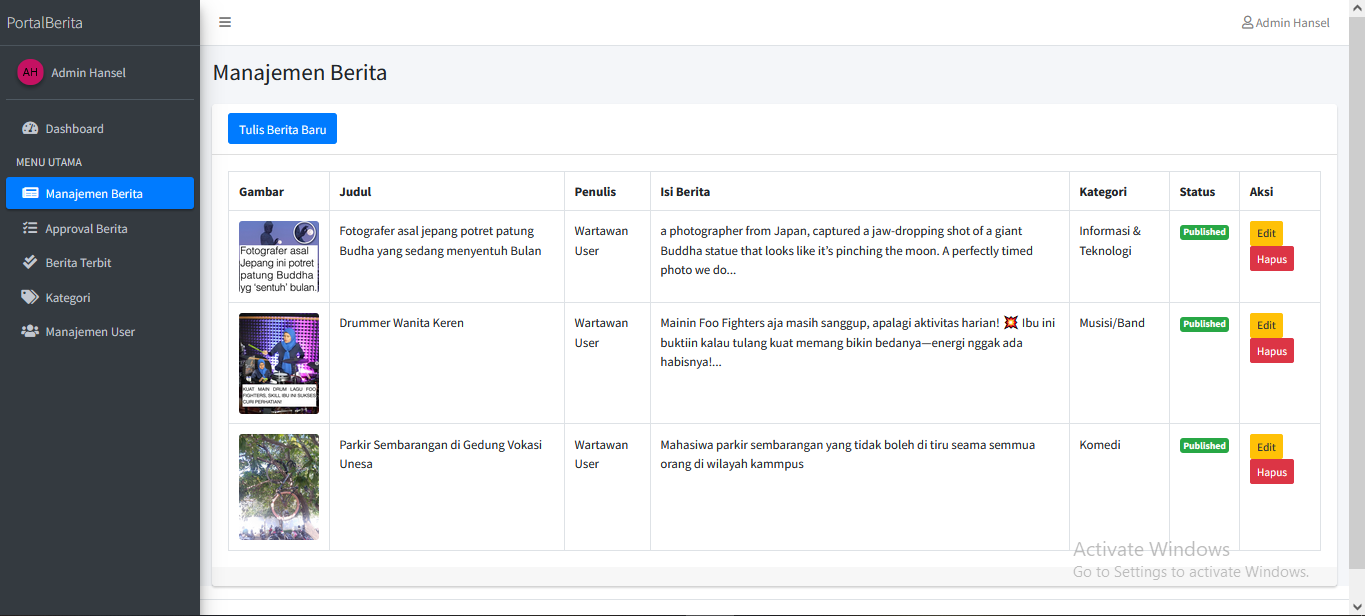 PortalBerita
Admin Hansel
AH Admin Hansel
Manajemen Berita
Dashboard
MENU UTAMA
Manajemen Berita
Approval Berita
Berita Terbit
Kategori
Manajemen User
Tulis Berita Baru
Gambar Judul Penulis Isi Berita Kategori Status Aksi
Fotografer asal
Jepang ini potret
patung Buddha
yg 'sentuh' bulan.
Fotografer asal jepang potret patung
Budha yang sedang menyentuh Bulan
Wartawan
User
a photographer from Japan, captured a jaw-dropping shot of a giant
Buddha statue that looks like it's pinching the moon. A perfectly timed
photo we do...
Informasi &
Teknologi
Published
Edit
Hapus
KUAT MAIN DRUM LAGU FOO
FIGHTERS, SKILL IBU INI SUKSES
CURI PERHATIAN!
Drummer Wanita Keren
Wartawan
User
Mainin Foo Fighters aja masih sanggup, apalagi aktivitas harian! 💥 Ibu ini
buktiin kalau tulang kuat memang bikin bedanya—energi nggak ada
habisnya!...
Musisi/Band
Published
Edit
Hapus
Parkir Sembarangan di Gedung Vokasi
Unesa
Wartawan
User
Mahasiwa parkir sembarangan yang tidak boleh di tiru seama semmua
orang di wilayah kammpus
Komedi
Published
Edit
Hapus
Activate Windows
Go to Settings to activate Windows.